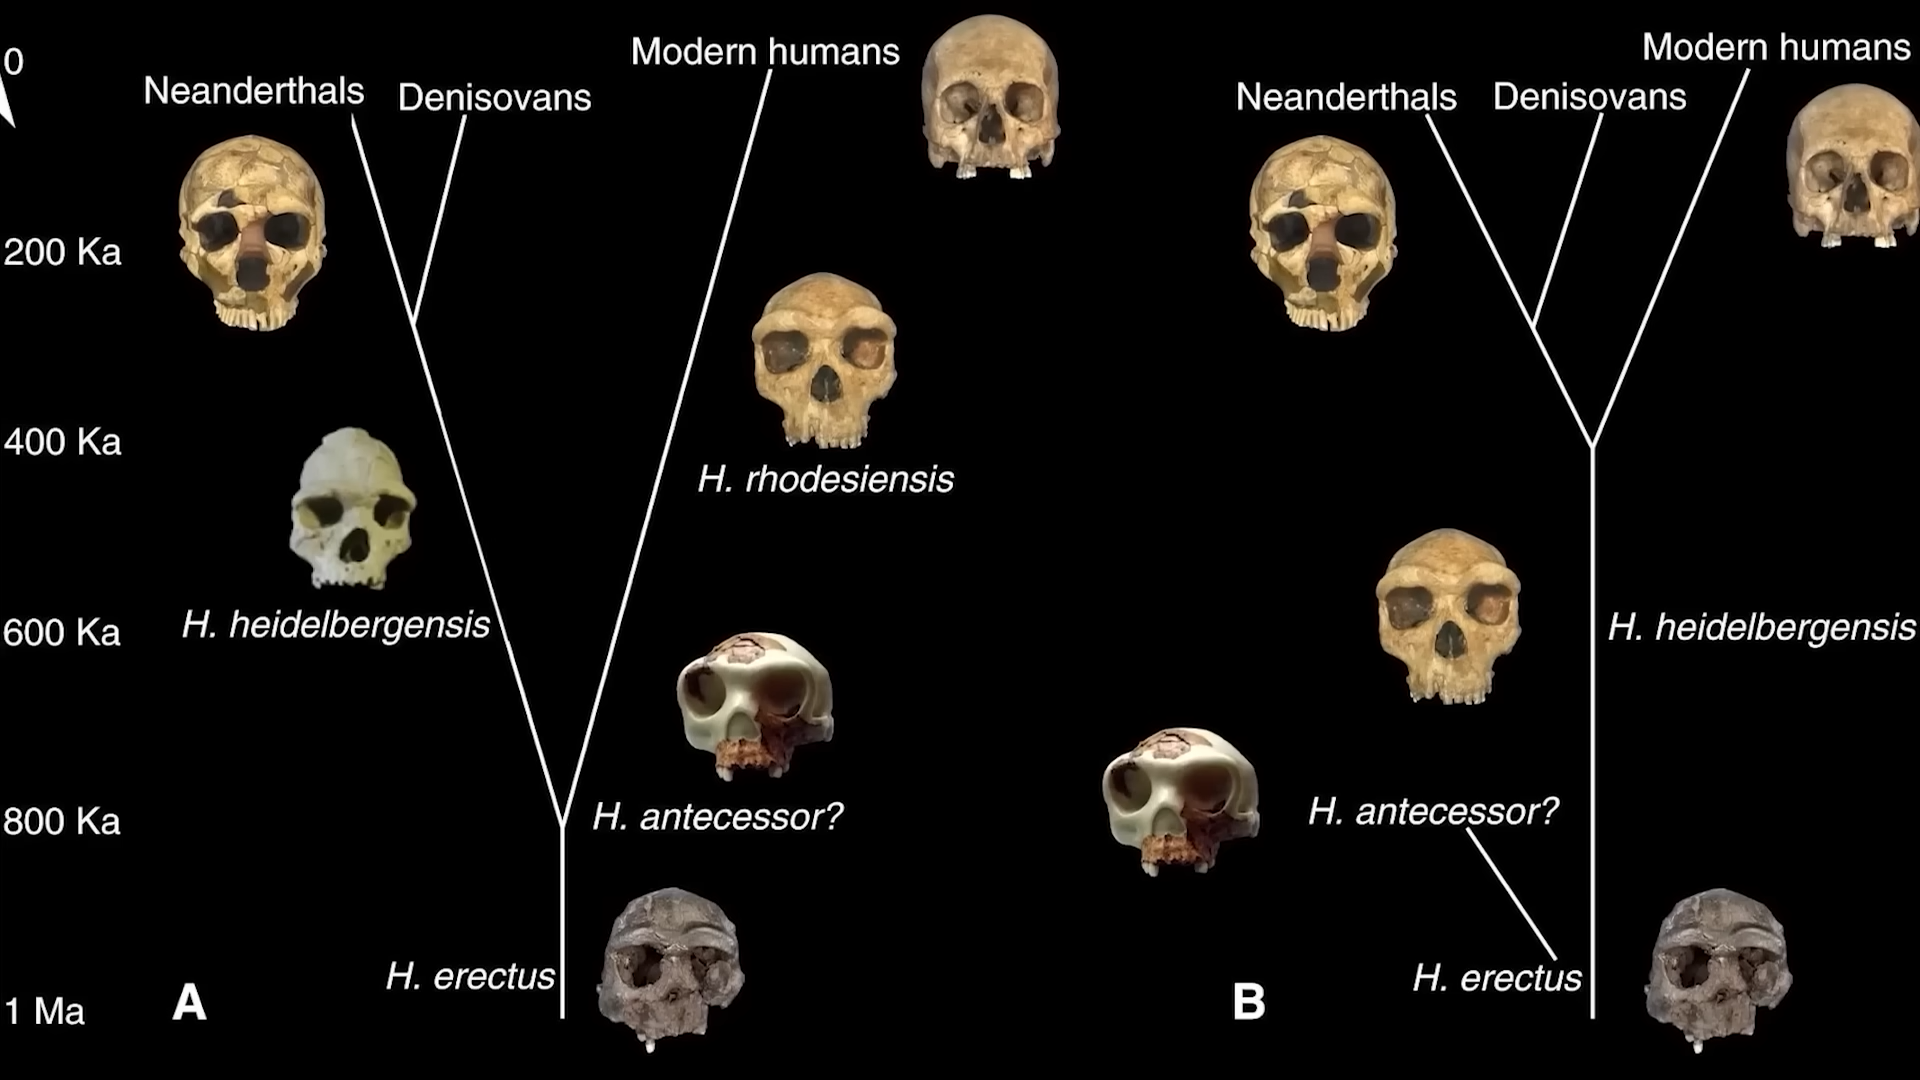 0
200 Ka
400 Ka
600 Ka
800 Ka
1 Ma
Neanderthals
Denisovans
Modern humans
H. rhodesiensis
H. heidelbergensis
H. antecessor?
H. erectus
A
Neanderthals
Denisovans
Modern humans
H. heidelbergensis
H. antecessor?
H. erectus
B